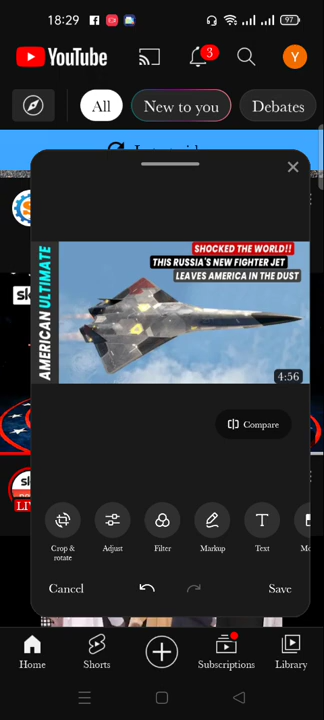 18:29
97
YouTube
3
Y
All
New to you
Debates
AMERICAN ULTIMATE
SHOCKED THE WORLD!!
THIS RUSSIA'S NEW FIGHTER JET
LEAVES AMERICA IN THE DUST
4:56
Compare
Crop & rotate
Adjust
Filter
Markup
Text
Mo
Cancel
Save
Home
Shorts
Subscriptions
Library